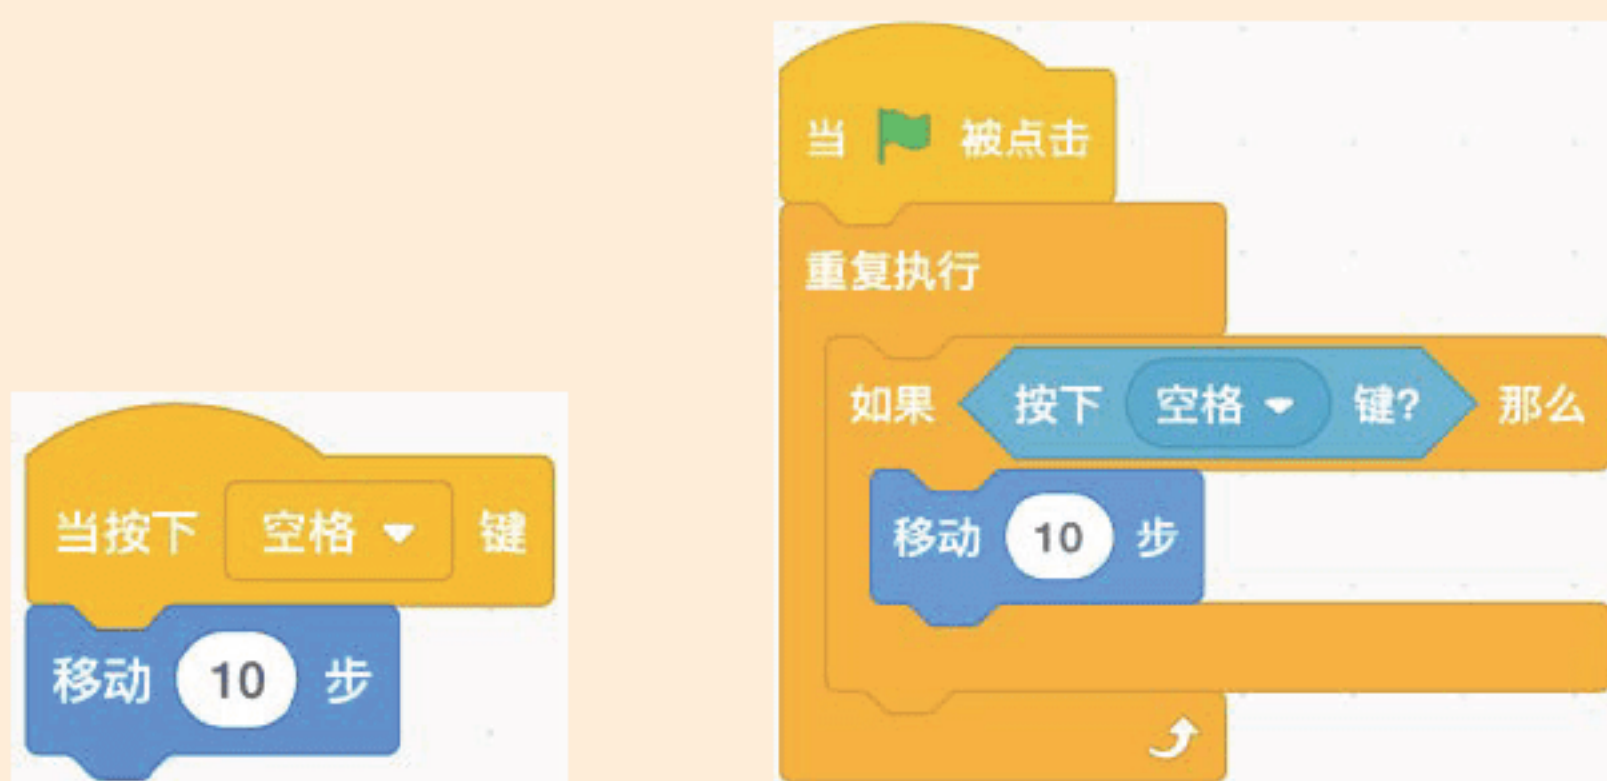 当按下 空格 键
移动 10 步
当 被点击
重复执行
如果 按下 空格 键? 那么
移动 10 步